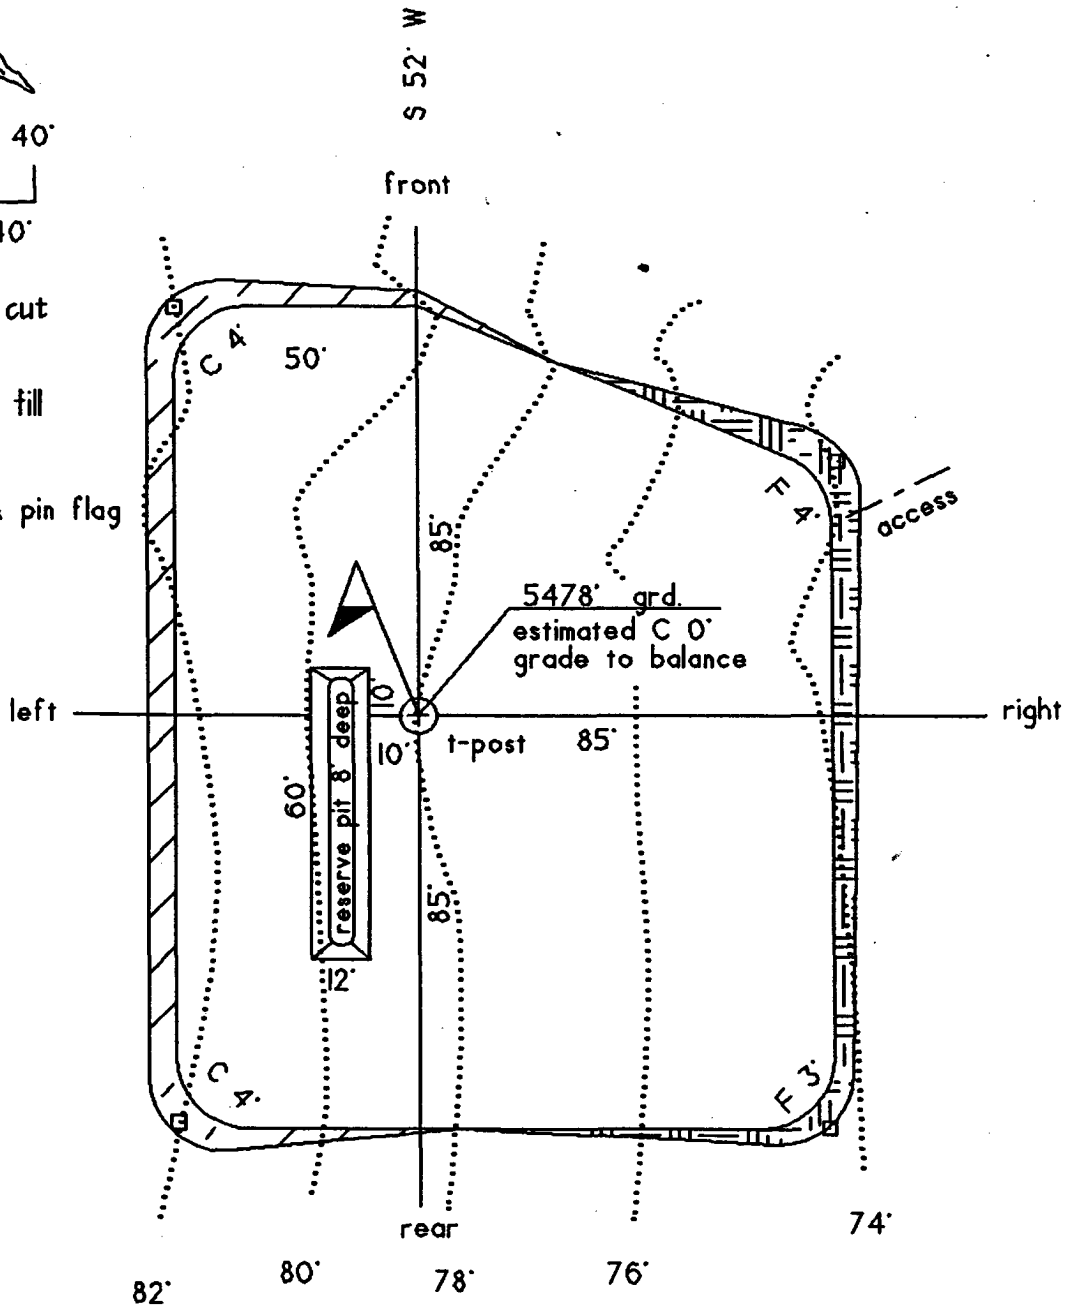 S 52° W
40'
front
40'
cut
C 4'
50'
fill
F 4'
pin flag
access
85'
5478' grd.
estimated C 0'
grade to balance
left
10'
reserve pit 8' deep
10'
t-post
85'
right
60'
85'
12'
C 4'
F 3'
rear
74'
80'
78'
76'
82'